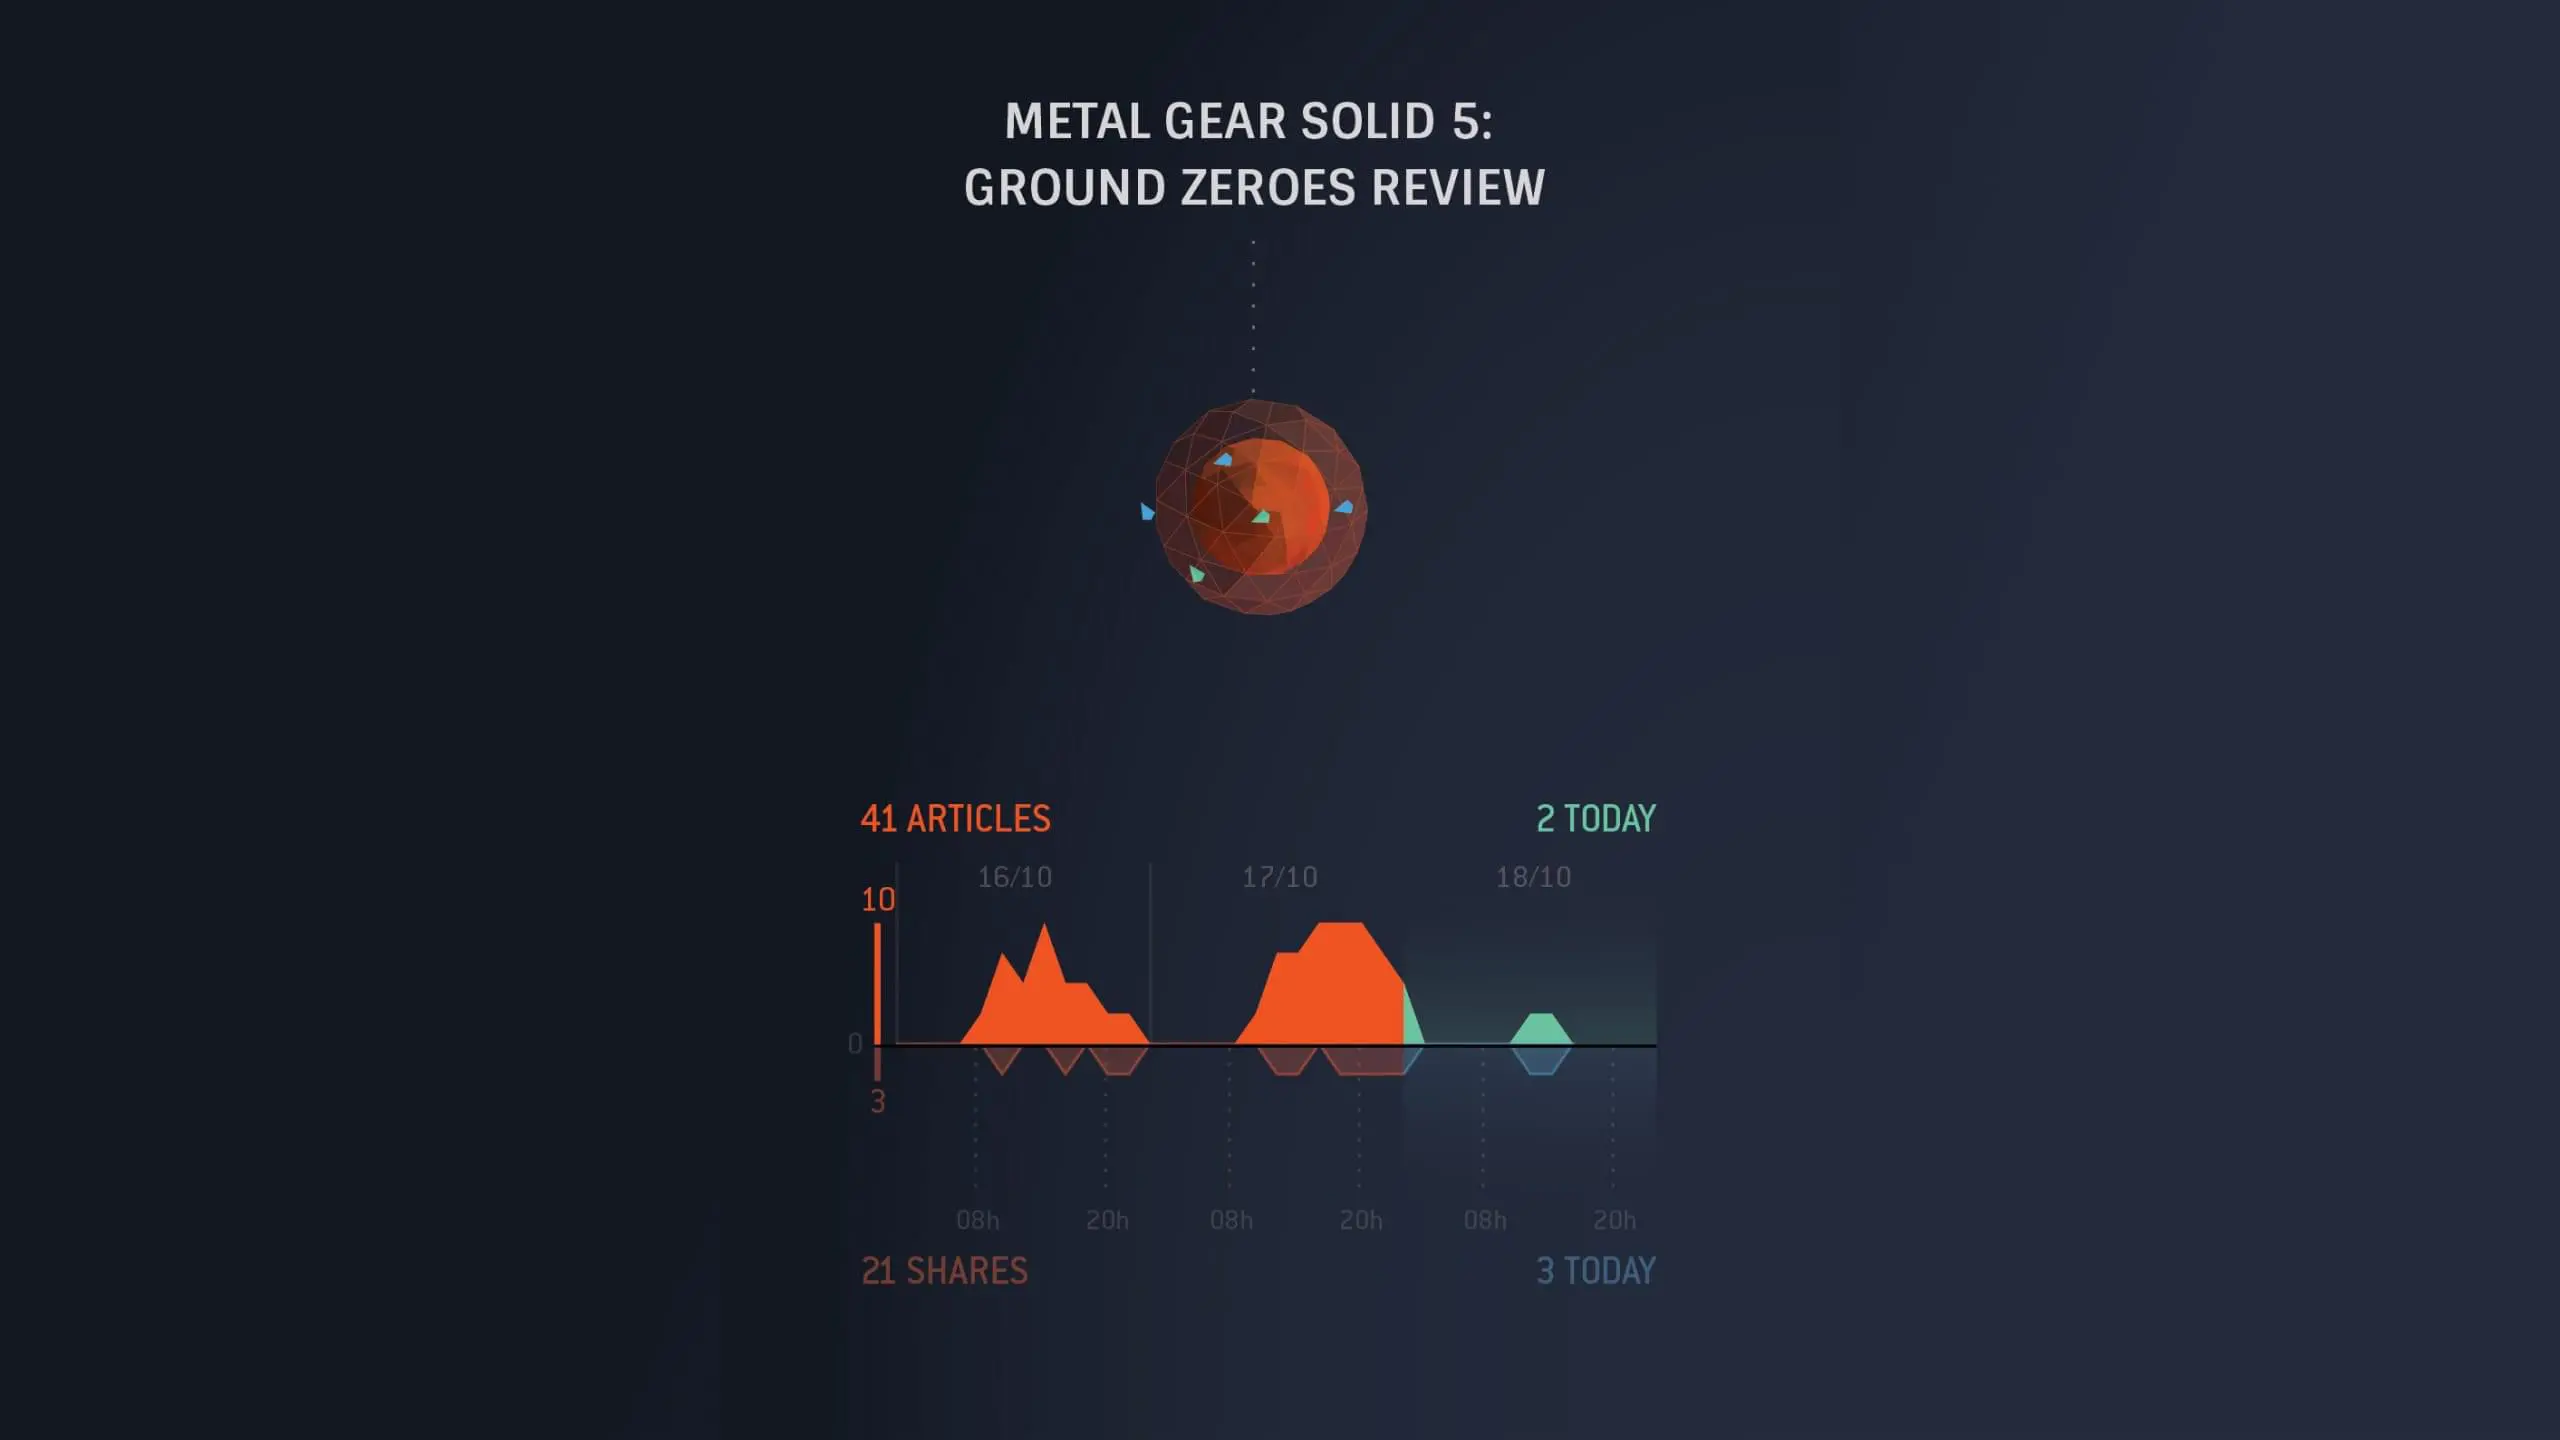 METAL GEAR SOLID 5:
GROUND ZEROES REVIEW
41 ARTICLES
2 TODAY
16/10
17/10
18/10
10
0
3
08h
20h
08h
20h
08h
20h
21 SHARES
3 TODAY